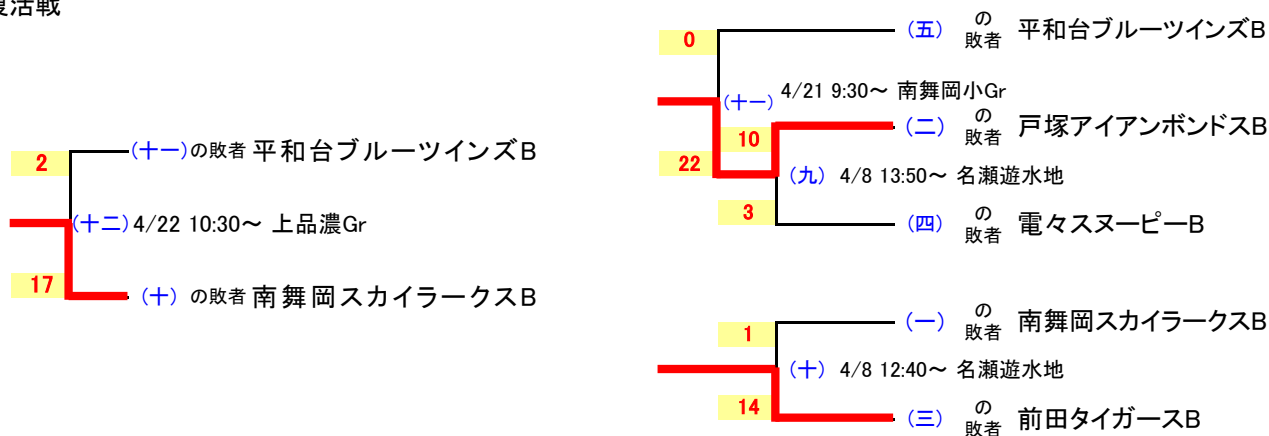 復活戦
2
(十一)の敗者 平和台ブルーツインズB
(十二) 4/22 10:30～ 上品濃Gr
17
(十) の敗者 南舞岡スカイラークスB
0
(五) の敗者 平和台ブルーツインズB
(十一) 4/21 9:30～ 南舞岡小Gr
10
(二) の敗者 戸塚アイアンボンドスB
22
(九) 4/8 13:50～ 名瀬遊水地
3
(四) の敗者 電々スヌーピーB
1
(一) の敗者 南舞岡スカイラークスB
(十) 4/8 12:40～ 名瀬遊水地
14
(三) の敗者 前田タイガースB